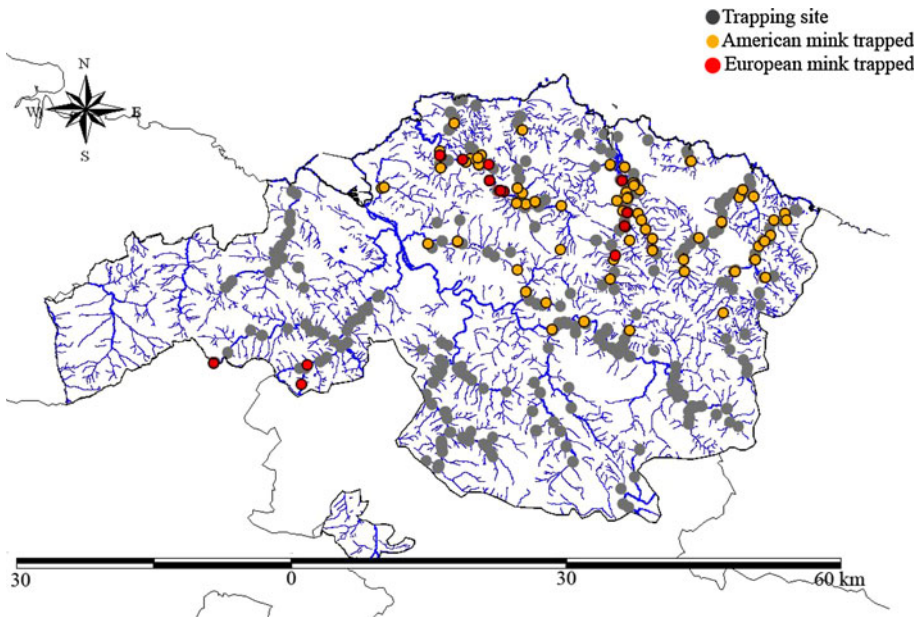 Trapping site
American mink trapped
European mink trapped
N
W E
S
30 0 30 60 km